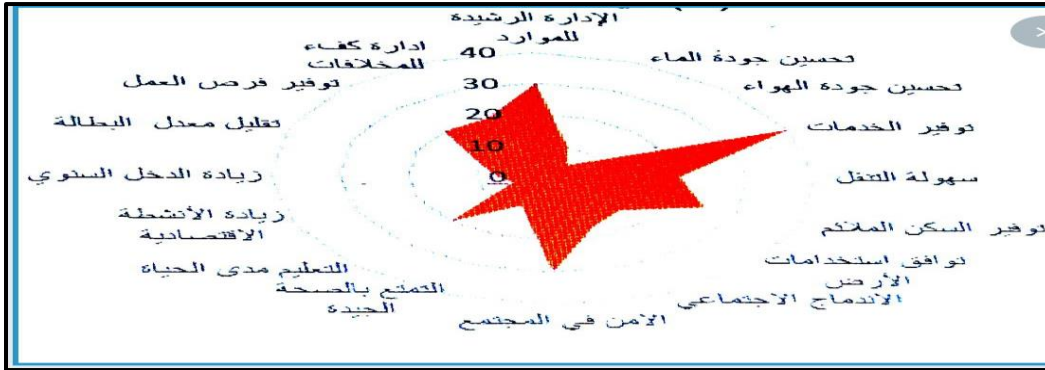 الإدارة الرشيدة
للموارد
تحسين جودة الماء
تحسين جودة الهواء
توفير الخدمات
سهولة التنقل
توفير السكن الملائم
توافق استخدامات
الأرض
الاندماج الاجتماعي
الأمن في المجتمع
التمتع بالصحة
الجيدة
التعليم مدى الحياة
زيادة الأنشطة
الاقتصادية
زيادة الدخل السنوي
تقليل معدل البطالة
توفير فرص العمل
ادارة كفاء
للمخلافات
40
30
20
10
0